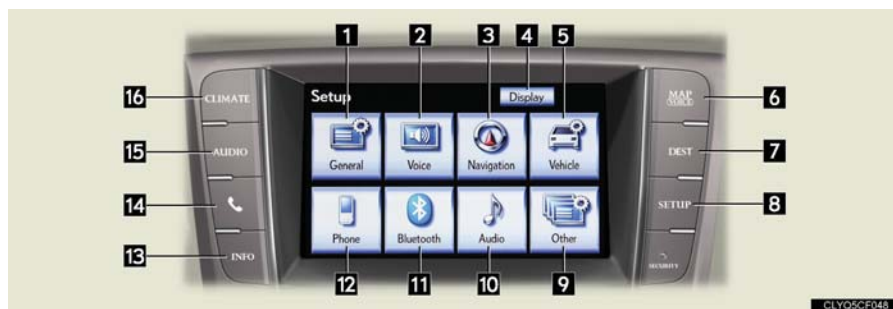 1 2 3 4 5
16 CLIMATE Setup Display MAP 6
VOICE
15 AUDIO General Voice Navigation Vehicle DEST 7
14 SETUP 8
13 INFO Phone Bluetooth Audio Other SECURITY
12 11 10 9
CLYQ5CF048